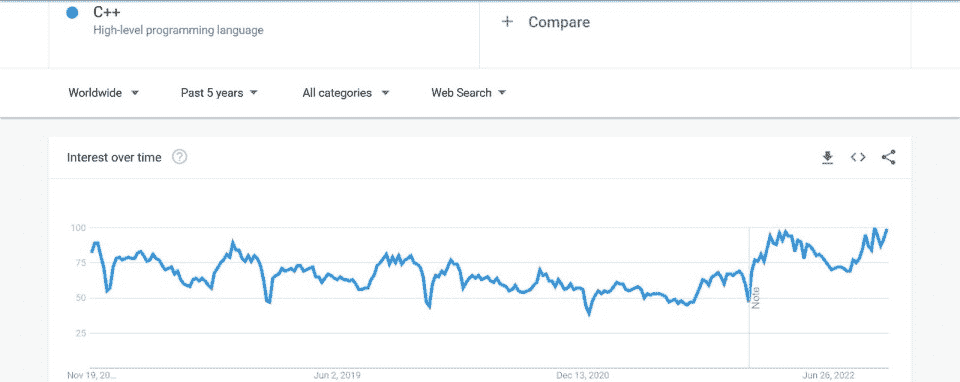 C++
High-level programming language
+ Compare
Worldwide
Past 5 years
All categories
Web Search
Interest over time
?
<>
100
75
50
25
Note
Nov 19, 20...
Jun 2, 2019
Dec 13, 2020
Jun 26, 2022